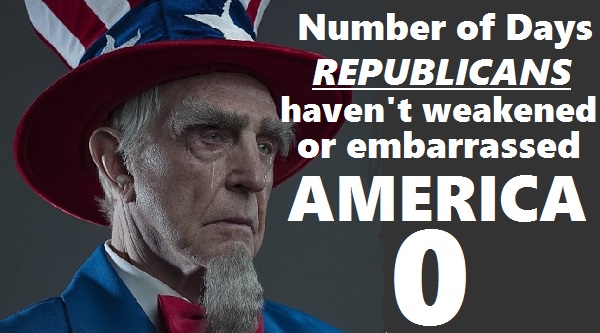 Number of Days
REPUBLICANS
haven't weakened
or embarrassed
AMERICA
0